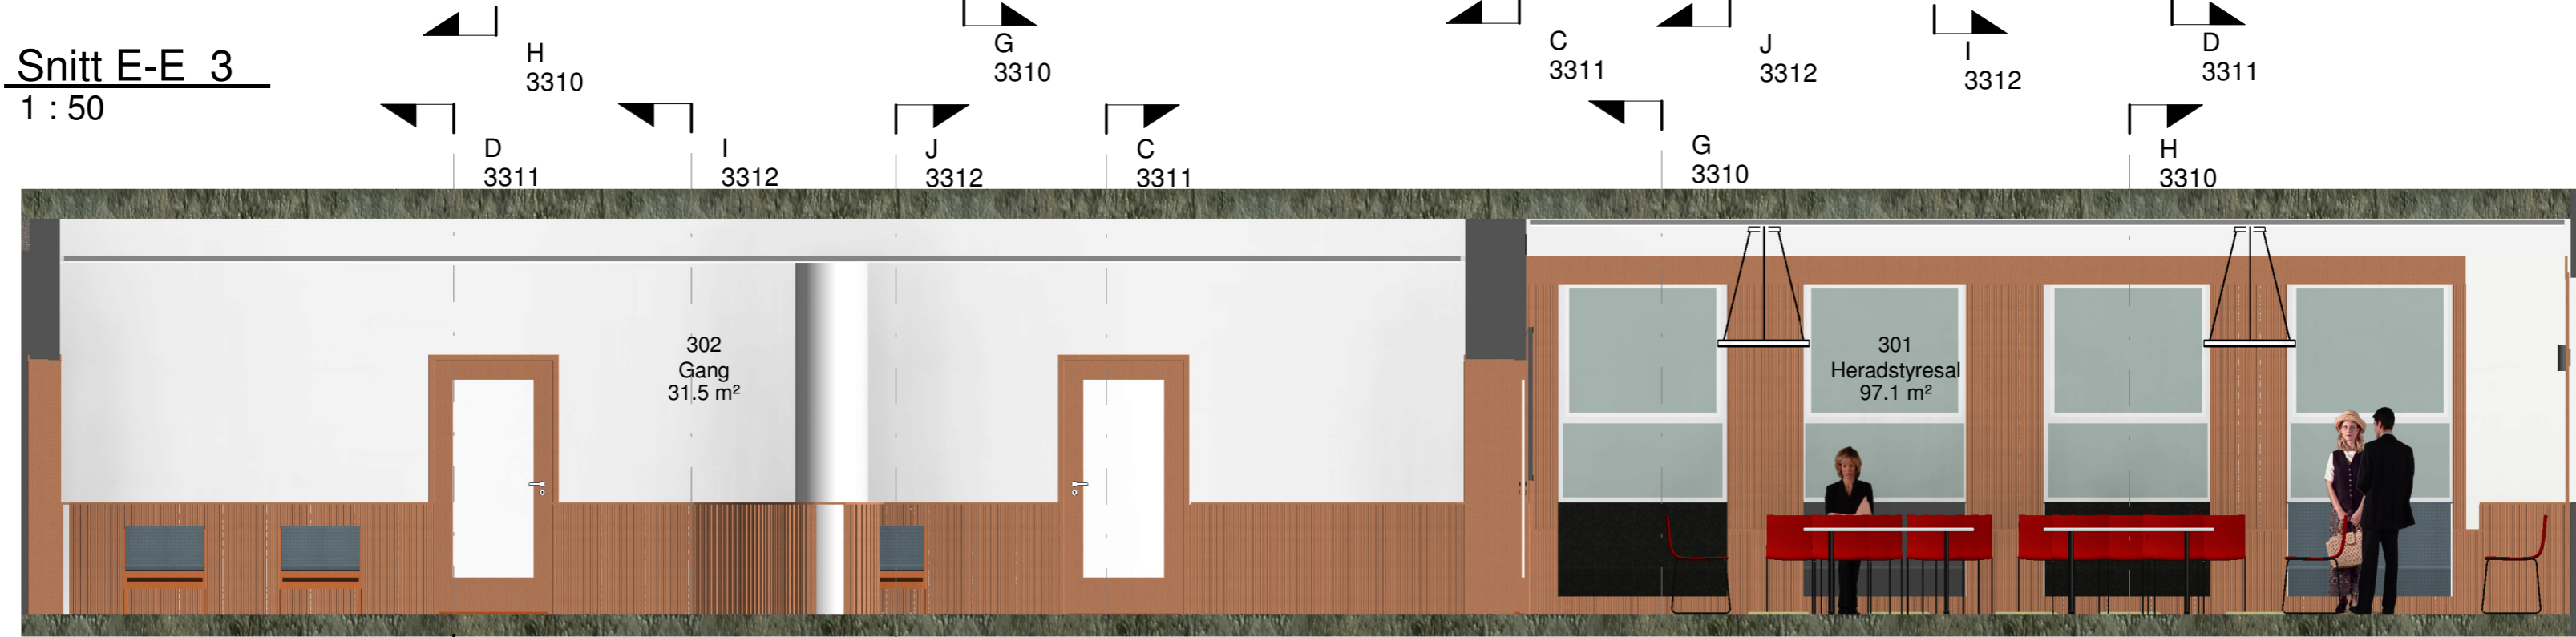 Snitt E-E 3
1 : 50
H
3310
G
3310
C
3311
J
3312
I
3312
D
3311
D
3311
I
3312
J
3312
C
3311
G
3310
H
3310
302
Gang
31.5 m²
301
Heradstyresal
97.1 m²